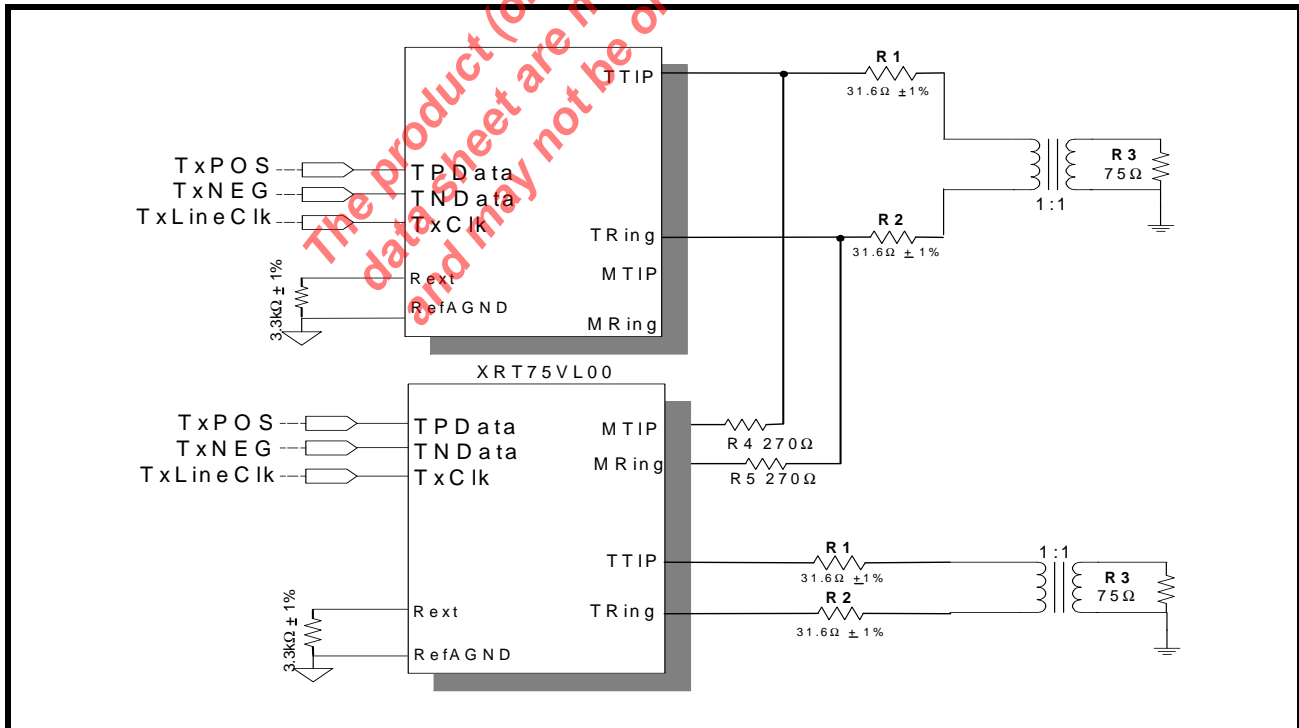 The product (or
data sheet are n
and may not be o
TTIP
R1
31.6Ω ±1%
TxPOS
TPData
TxNEG
TNData
TxLineClk
TxClk
R3
75Ω
1:1
TRing
R2
31.6Ω ±1%
MTIP
3.3kΩ ± 1%
Rext
RefAGND
MRing
XRT75VL00
TxPOS
TPData
MTIP
R4 270Ω
TxNEG
TNData
MRing
TxLineClk
TxClk
R5 270Ω
TTIP
R1
31.6Ω ±1%
1:1
R3
75Ω
R2
TRing
31.6Ω ±1%
3.3kΩ ± 1%
Rext
RefAGND